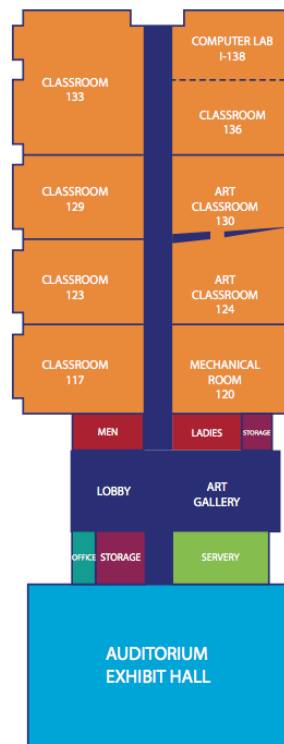 COMPUTER LAB
I-138
CLASSROOM
133
CLASSROOM
136
CLASSROOM
129
ART
CLASSROOM
130
CLASSROOM
123
ART
CLASSROOM
124
CLASSROOM
117
MECHANICAL
ROOM
120
MEN
LADIES
STORAGE
LOBBY
ART
GALLERY
OFFICE
STORAGE
SERVERY
AUDITORIUM
EXHIBIT HALL